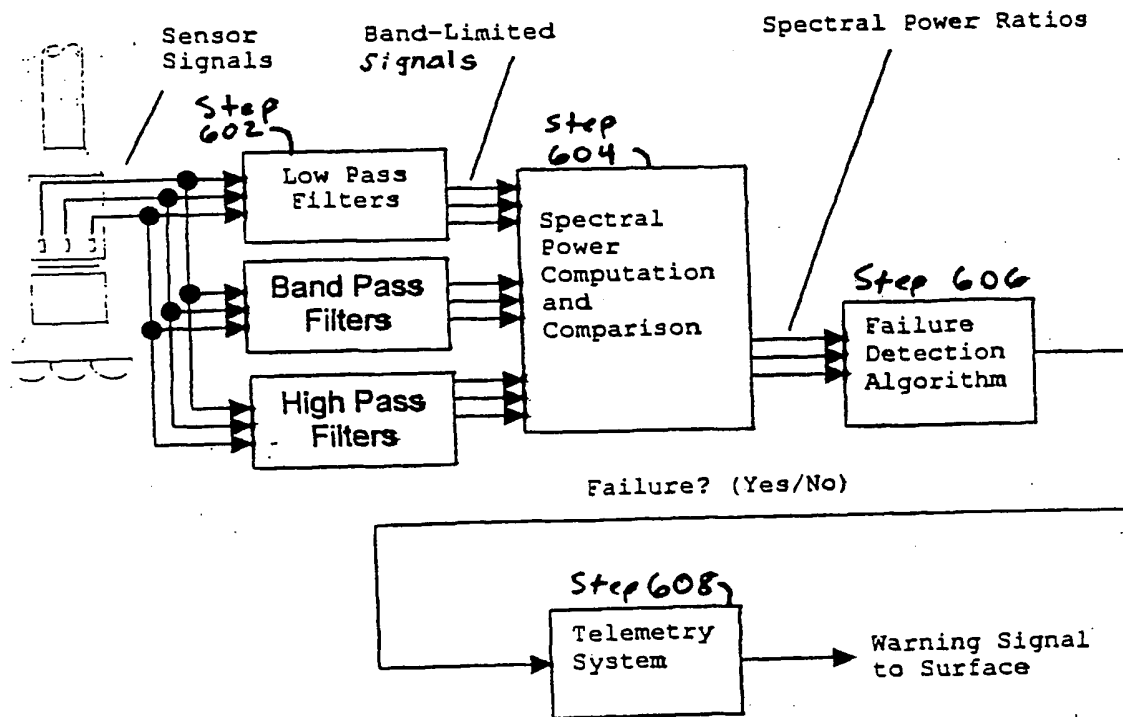 Sensor
Signals
Band-Limited
Signals
Spectral Power Ratios
Step
602
Step
604
Low Pass
Filters
Band Pass
Filters
High Pass
Filters
Spectral
Power
Computation
and
Comparison
Step 606
Failure
Detection
Algorithm
Failure? (Yes/No)
Step 608
Telemetry
System
Warning Signal
to Surface